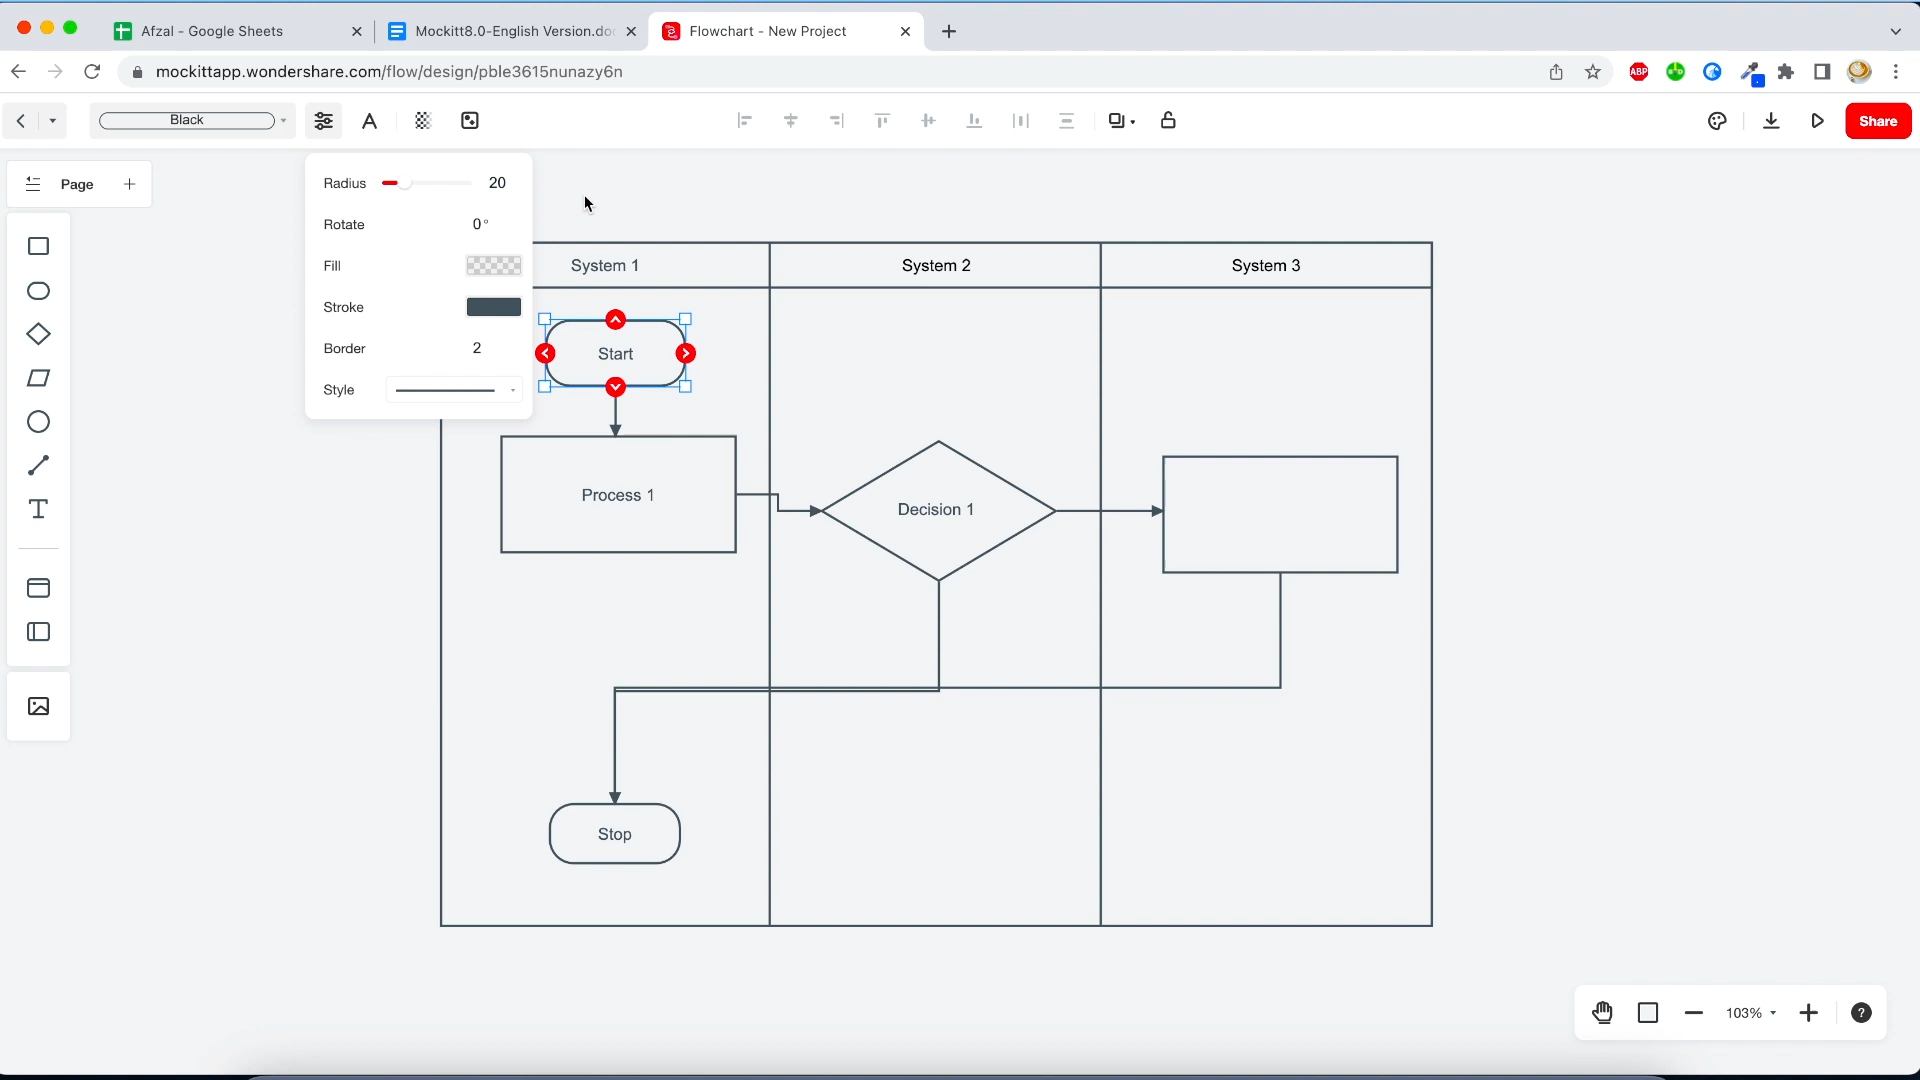 Afzal - Google Sheets
Mockitt8.0-English Version.doc
Flowchart - New Project
mockittapp.wondershare.com/flow/design/pble3615nunazy6n
ABP
Black
Share
Page
Radius 20
Rotate 0°
Fill
Stroke
Border 2
Style
System 1
System 2
System 3
Start
Process 1
Decision 1
Stop
103%